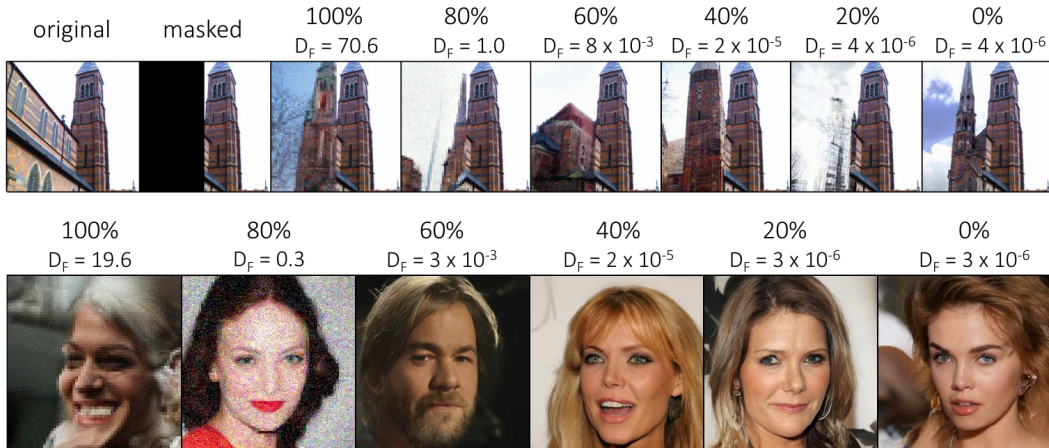 original masked 100% 80% 60% 40% 20% 0%
D_F = 70.6 D_F = 1.0 D_F = 8 x 10^-3 D_F = 2 x 10^-5 D_F = 4 x 10^-6 D_F = 4 x 10^-6
100% 80% 60% 40% 20% 0%
D_F = 19.6 D_F = 0.3 D_F = 3 x 10^-3 D_F = 2 x 10^-5 D_F = 3 x 10^-6 D_F = 3 x 10^-6